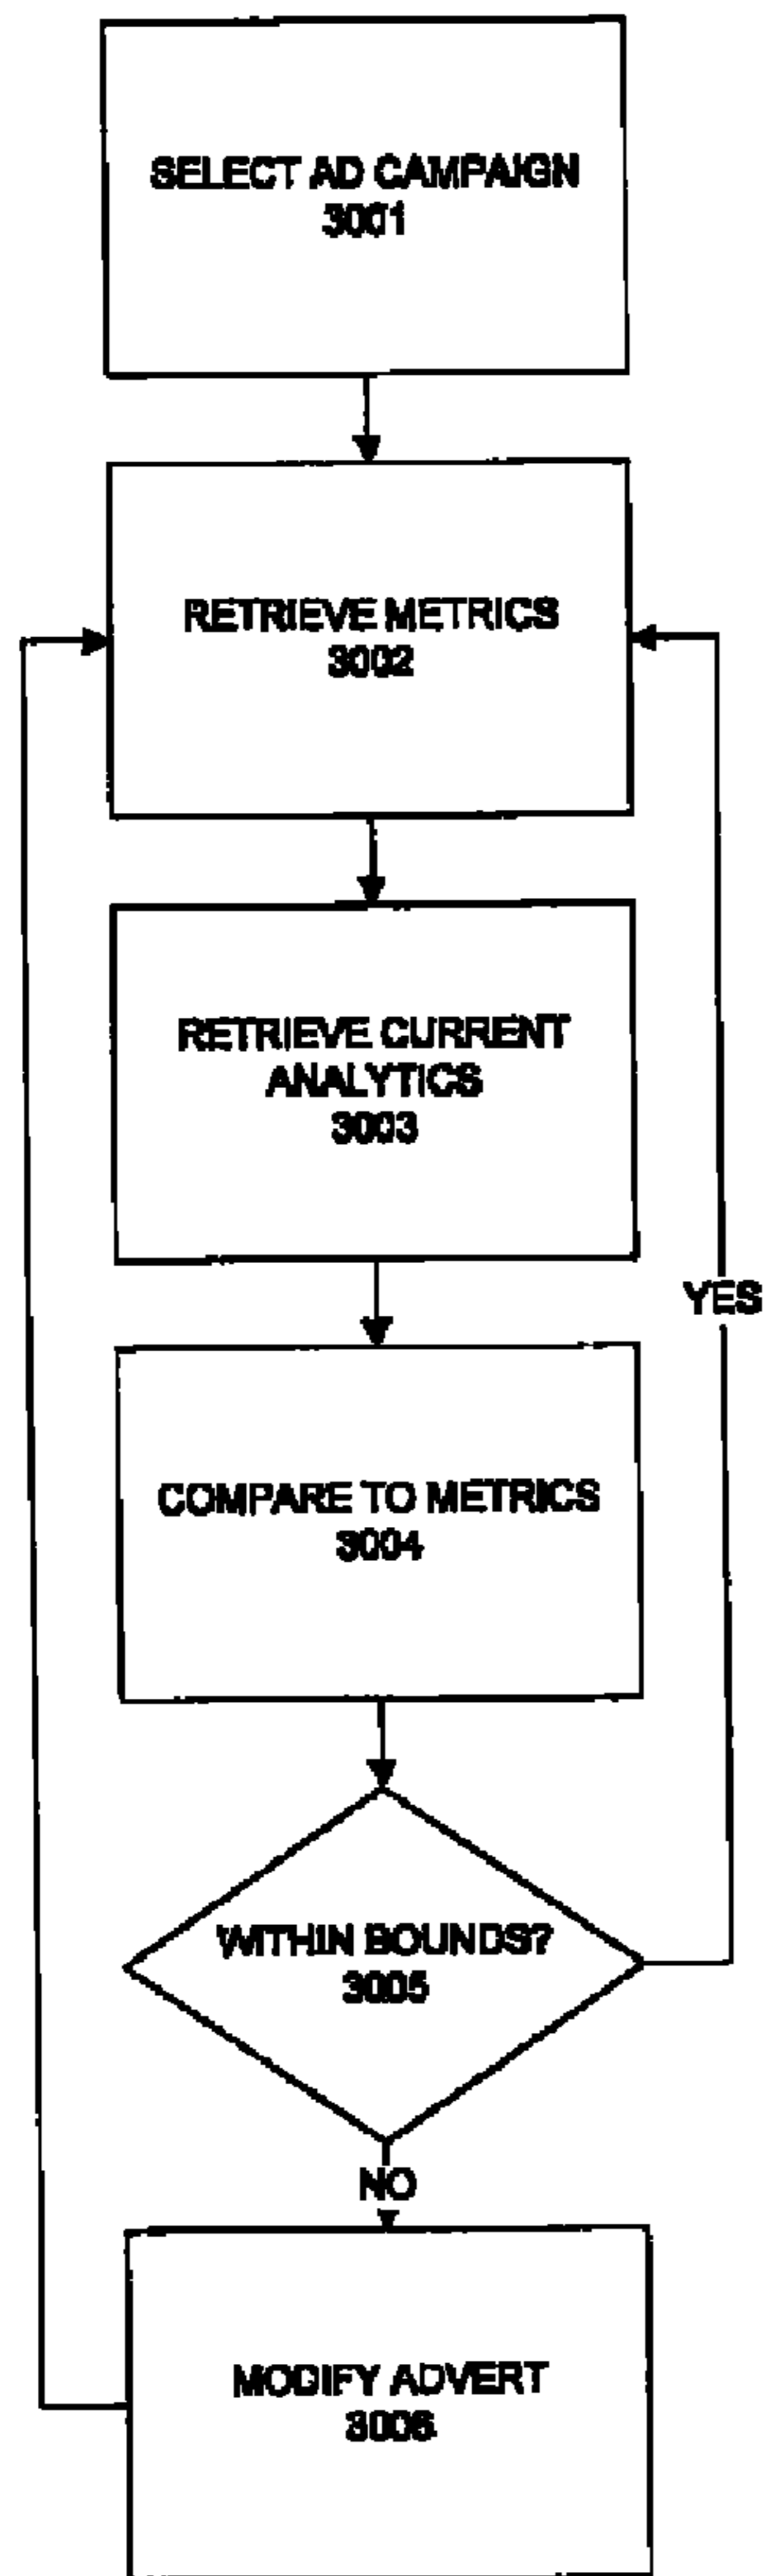 SELECT AD CAMPAIGN
3001
RETRIEVE METRICS
3002
RETRIEVE CURRENT
ANALYTICS
3003
YES
COMPARE TO METRICS
3004
WITHIN BOUNDS?
3005
NO
MODIFY ADVERT
3006